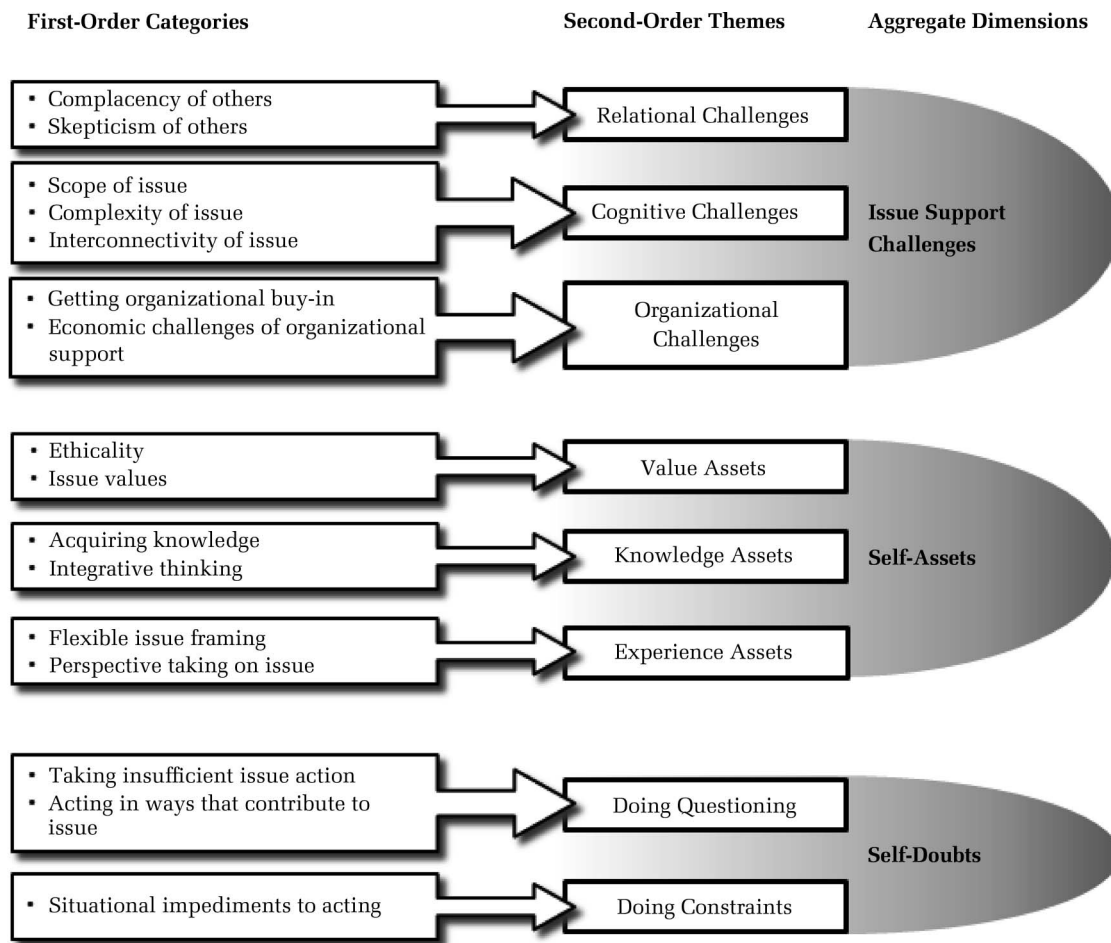 First-Order Categories Second-Order Themes Aggregate Dimensions
▪ Complacency of others
▪ Skepticism of others
Relational Challenges
▪ Scope of issue
▪ Complexity of issue
▪ Interconnectivity of issue
Cognitive Challenges
▪ Getting organizational buy-in
▪ Economic challenges of organizational
support
Organizational
Challenges
Issue Support
Challenges
▪ Ethicality
▪ Issue values
Value Assets
▪ Acquiring knowledge
▪ Integrative thinking
Knowledge Assets
▪ Flexible issue framing
▪ Perspective taking on issue
Experience Assets
Self-Assets
▪ Taking insufficient issue action
▪ Acting in ways that contribute to
issue
Doing Questioning
▪ Situational impediments to acting
Doing Constraints
Self-Doubts